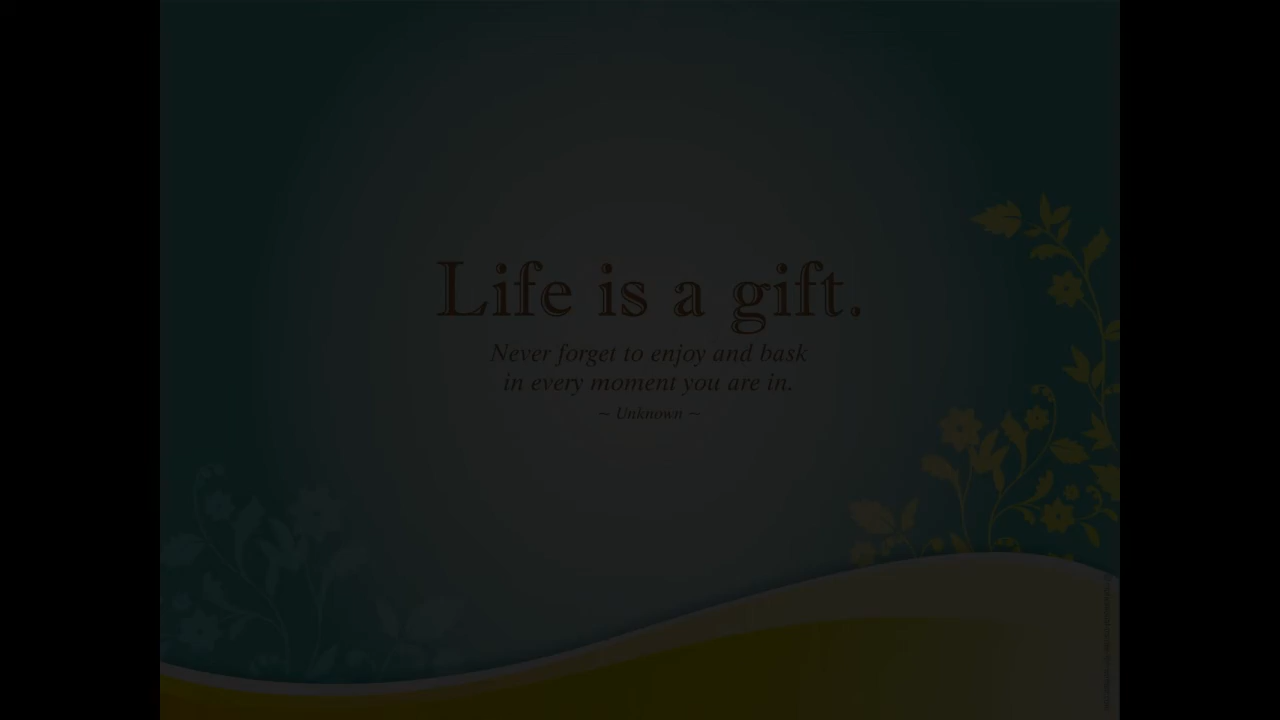 Life is a gift.
Never forget to enjoy and bask
in every moment you are in.
~ Unknown ~